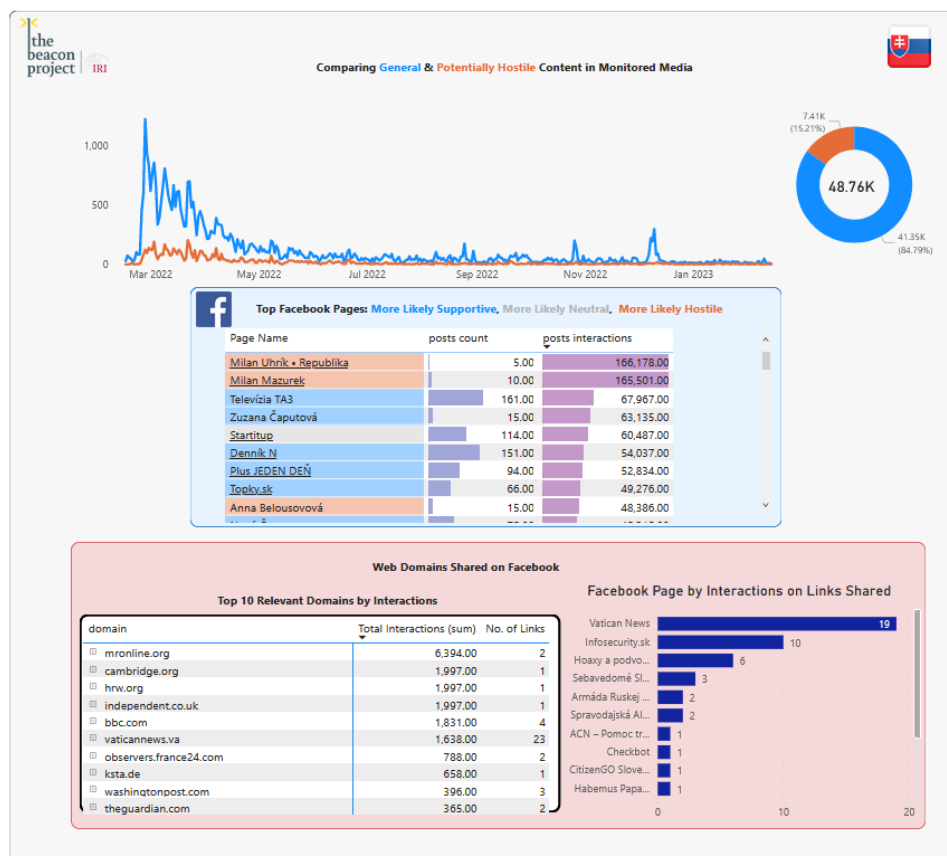 the
beacon
project
IRI
Comparing General & Potentially Hostile Content in Monitored Media
1,000
500
0
Mar 2022 May 2022 Jul 2022 Sep 2022 Nov 2022 Jan 2023
7.41K
(15.21%)
48.76K
41.35K
(84.79%)
Top Facebook Pages: More Likely Supportive, More Likely Neutral, More Likely Hostile
Page Name posts count posts interactions
Milan Uhrík • Republika 5.00 166,178.00
Milan Mazurek 10.00 165,501.00
Televízia TA3 161.00 67,967.00
Zuzana Čaputová 15.00 63,135.00
Startitup 114.00 60,487.00
Denník N 151.00 54,037.00
Plus JEDEN DEŇ 94.00 52,834.00
Topky.sk 66.00 49,276.00
Anna Belousovová 15.00 48,386.00
Web Domains Shared on Facebook
Top 10 Relevant Domains by Interactions
domain Total Interactions (sum) No. of Links
mronline.org 6,394.00 2
cambridge.org 1,997.00 1
hrw.org 1,997.00 1
independent.co.uk 1,997.00 1
bbc.com 1,831.00 4
vaticannews.va 1,638.00 23
observers.france24.com 788.00 2
ksta.de 658.00 1
washingtonpost.com 396.00 3
theguardian.com 365.00 2
Facebook Page by Interactions on Links Shared
Vatican News 19
Infosecurity.sk 10
Hoaxy a podvo... 6
Sebavedomé Sl... 3
Armáda Ruskej ... 2
Spravodajská Al... 2
ACN – Pomoc tr... 1
Checkbot 1
CitizenGO Slove... 1
Habemus Papa... 1
0 10 20